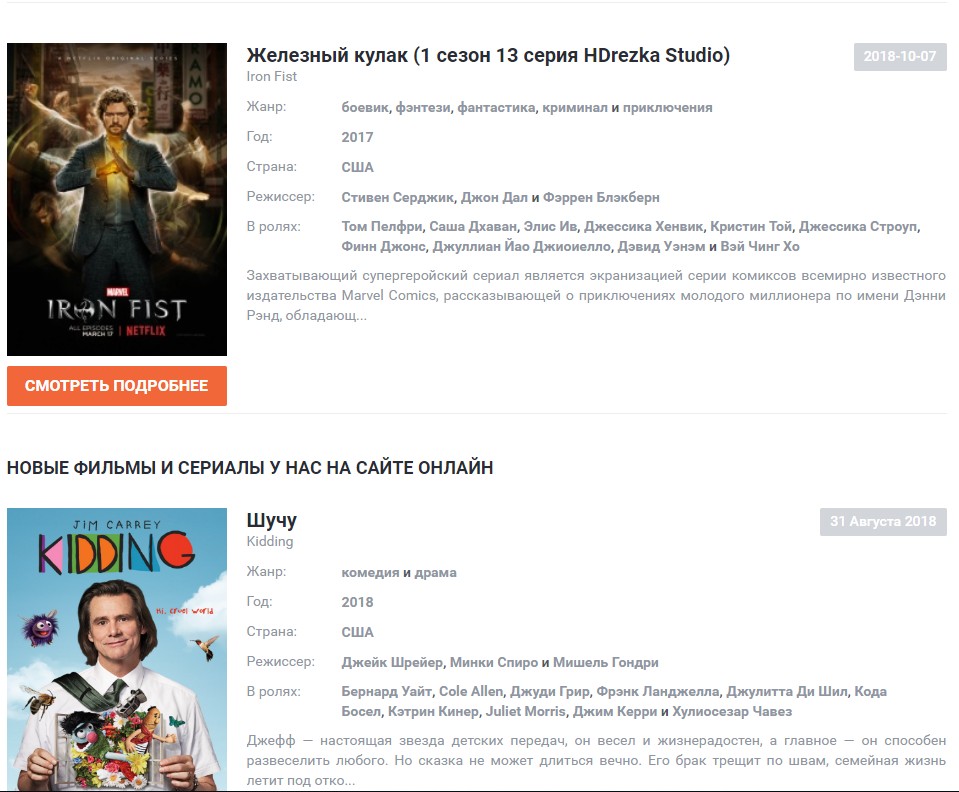 A NETFLIX ORIGINAL SERIES
KAMO
MARVEL
IRON FIST
ALL EPISODES
MARCH 17 | NETFLIX
СМОТРЕТЬ ПОДРОБНЕЕ
Железный кулак (1 сезон 13 серия HDrezka Studio)
2018-10-07
Iron Fist
Жанр: боевик, фэнтези, фантастика, криминал и приключения
Год: 2017
Страна: США
Режиссер: Стивен Серджик, Джон Дал и Фэррен Блэкберн
В ролях: Том Пелфри, Саша Дхаван, Элис Ив, Джессика Хенвик, Кристин Той, Джессика Строуп,
Финн Джонс, Джуллиан Йао Джиоиелло, Дэвид Уэнэм и Вэй Чинг Хо
Захватывающий супергеройский сериал является экранизацией серии комиксов всемирно известного
издательства Marvel Comics, рассказывающей о приключениях молодого миллионера по имени Дэнни
Рэнд, обладающ...
НОВЫЕ ФИЛЬМЫ И СЕРИАЛЫ У НАС НА САЙТЕ ОНЛАЙН
JIM CARREY
KIDDING
Hi, cruel world
Шучу
31 Августа 2018
Kidding
Жанр: комедия и драма
Год: 2018
Страна: США
Режиссер: Джейк Шрейер, Минки Спиро и Мишель Гондри
В ролях: Бернард Уайт, Cole Allen, Джуди Грир, Фрэнк Ланджелла, Джулитта Ди Шил, Кода
Босел, Кэтрин Кинер, Juliet Morris, Джим Керри и Хулиосезар Чавез
Джефф — настоящая звезда детских передач, он весел и жизнерадостен, а главное — он способен
развеселить любого. Но сказка не может длиться вечно. Его брак трещит по швам, семейная жизнь
летит под отко...